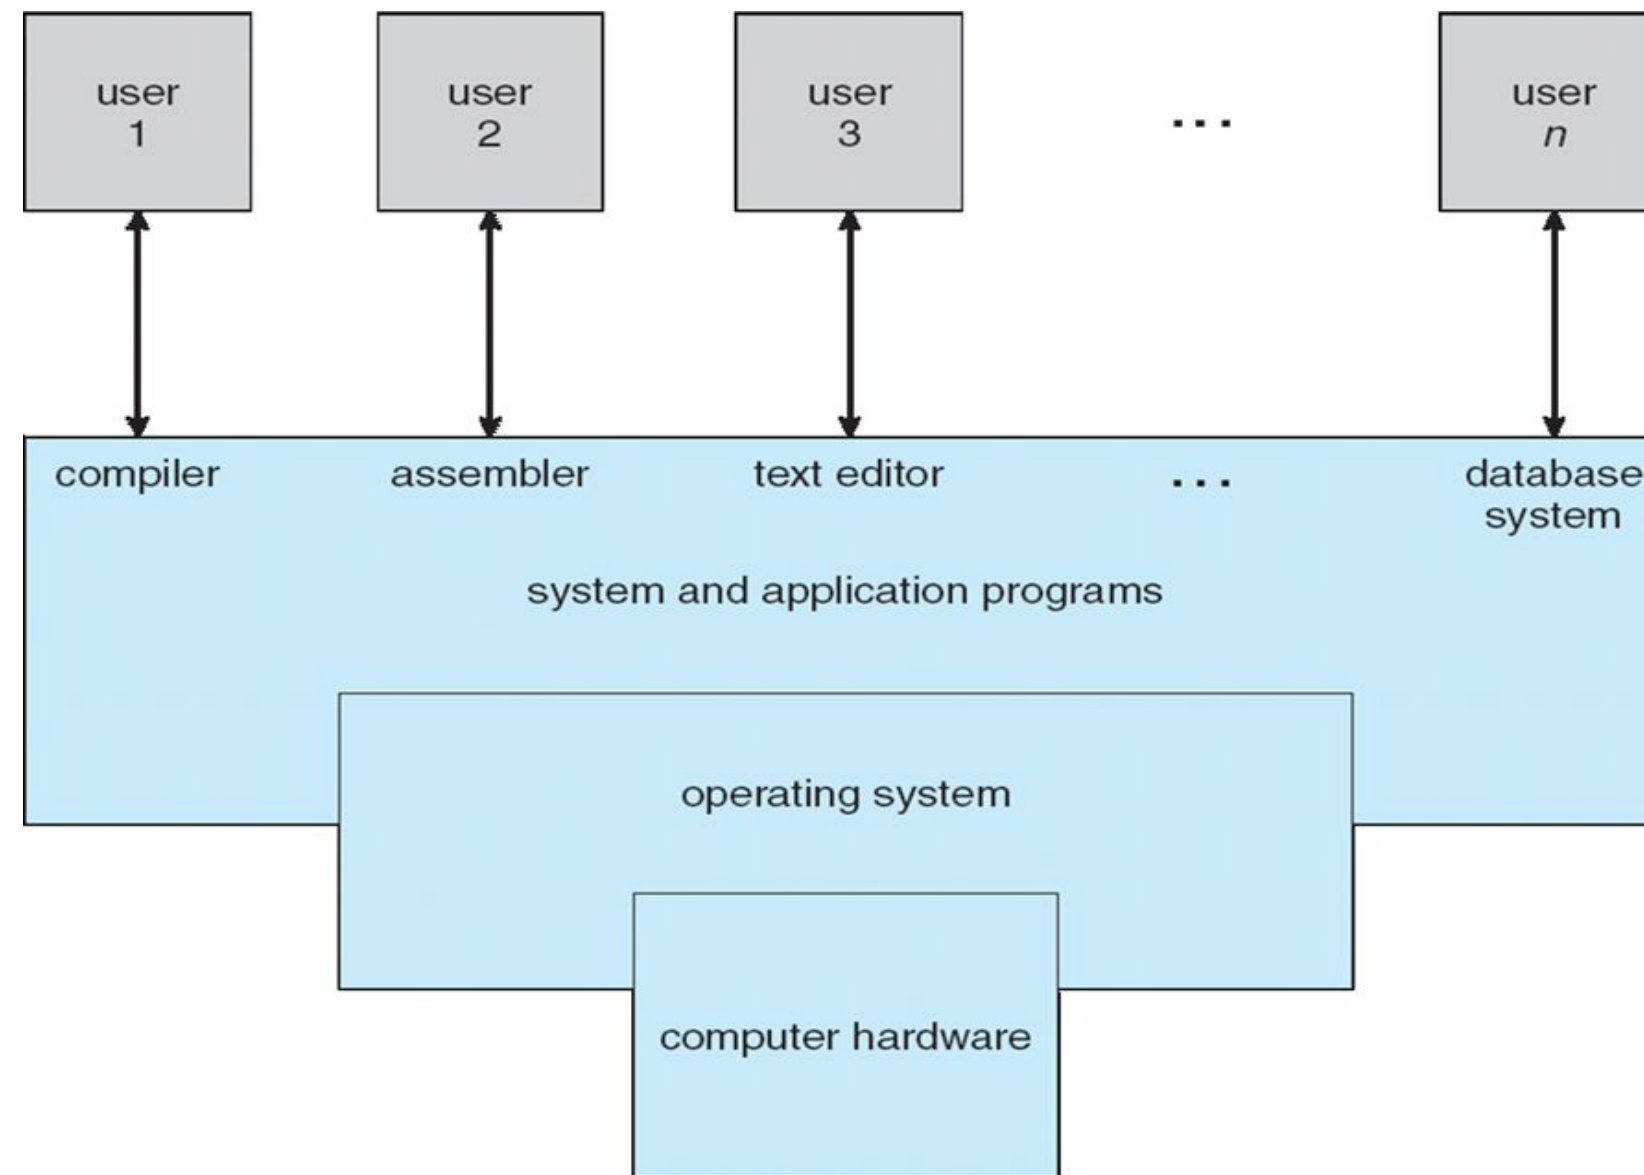 user
1
user
2
user
3
...
user
n
compiler
assembler
text editor
...
database
system
system and application programs
operating system
computer hardware